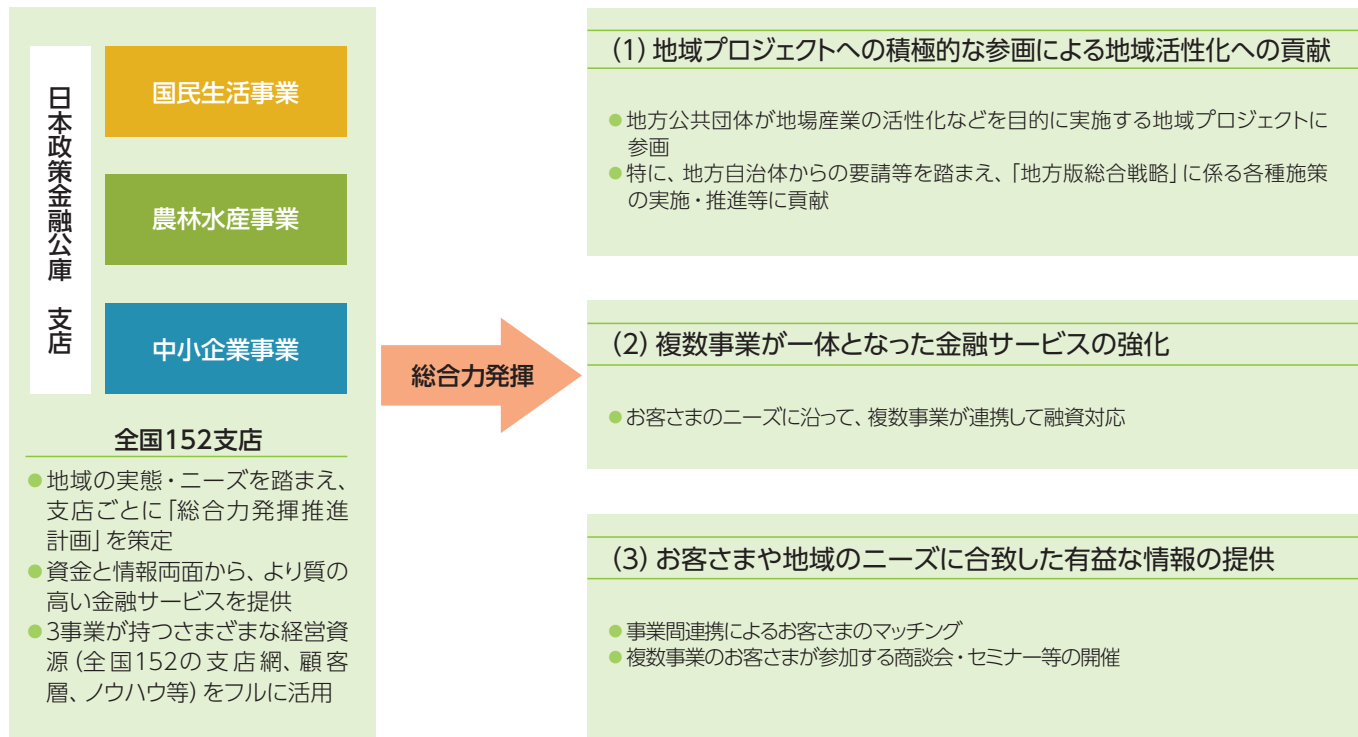 日本政策金融公庫 支店
国民生活事業
農林水産事業
中小企業事業
全国152支店
●地域の実態・ニーズを踏まえ、
支店ごとに「総合力発揮推進
計画」を策定
●資金と情報両面から、より質の
高い金融サービスを提供
●3事業が持つさまざまな経営資
源(全国152の支店網、顧客
層、ノウハウ等)をフルに活用
総合力発揮
(1)地域プロジェクトへの積極的な参画による地域活性化への貢献
●地方公共団体が地場産業の活性化などを目的に実施する地域プロジェクトに
参画
●特に、地方自治体からの要請等を踏まえ、「地方版総合戦略」に係る各種施策
の実施・推進等に貢献
(2)複数事業が一体となった金融サービスの強化
●お客さまのニーズに沿って、複数事業が連携して融資対応
(3)お客さまや地域のニーズに合致した有益な情報の提供
●事業間連携によるお客さまのマッチング
●複数事業のお客さまが参加する商談会・セミナー等の開催